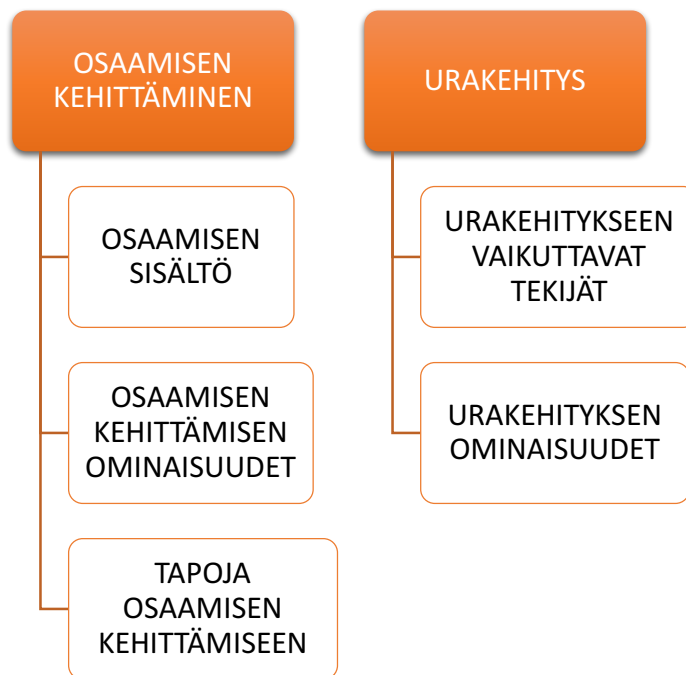 OSAAMISEN
KEHITTÄMINEN
OSAAMISEN
SISÄLTÖ
OSAAMISEN
KEHITTÄMISEN
OMINAISUUDET
TAPOJA
OSAAMISEN
KEHITTÄMISEEN
URAKEHITYS
URAKEHITYKSEEN
VAIKUTTAVAT
TEKIJÄT
URAKEHITYKSEN
OMINAISUUDET